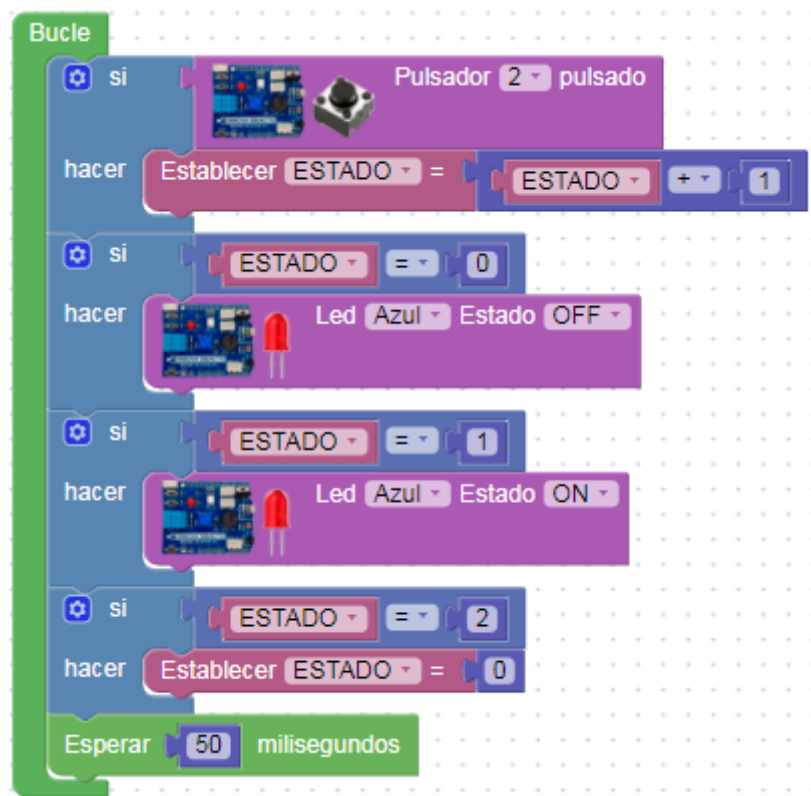 Bucle
si Pulsador 2 pulsado
hacer Establecer ESTADO = ESTADO + 1
si ESTADO = 0
hacer Led Azul Estado OFF
si ESTADO = 1
hacer Led Azul Estado ON
si ESTADO = 2
hacer Establecer ESTADO = 0
Esperar 50 milisegundos